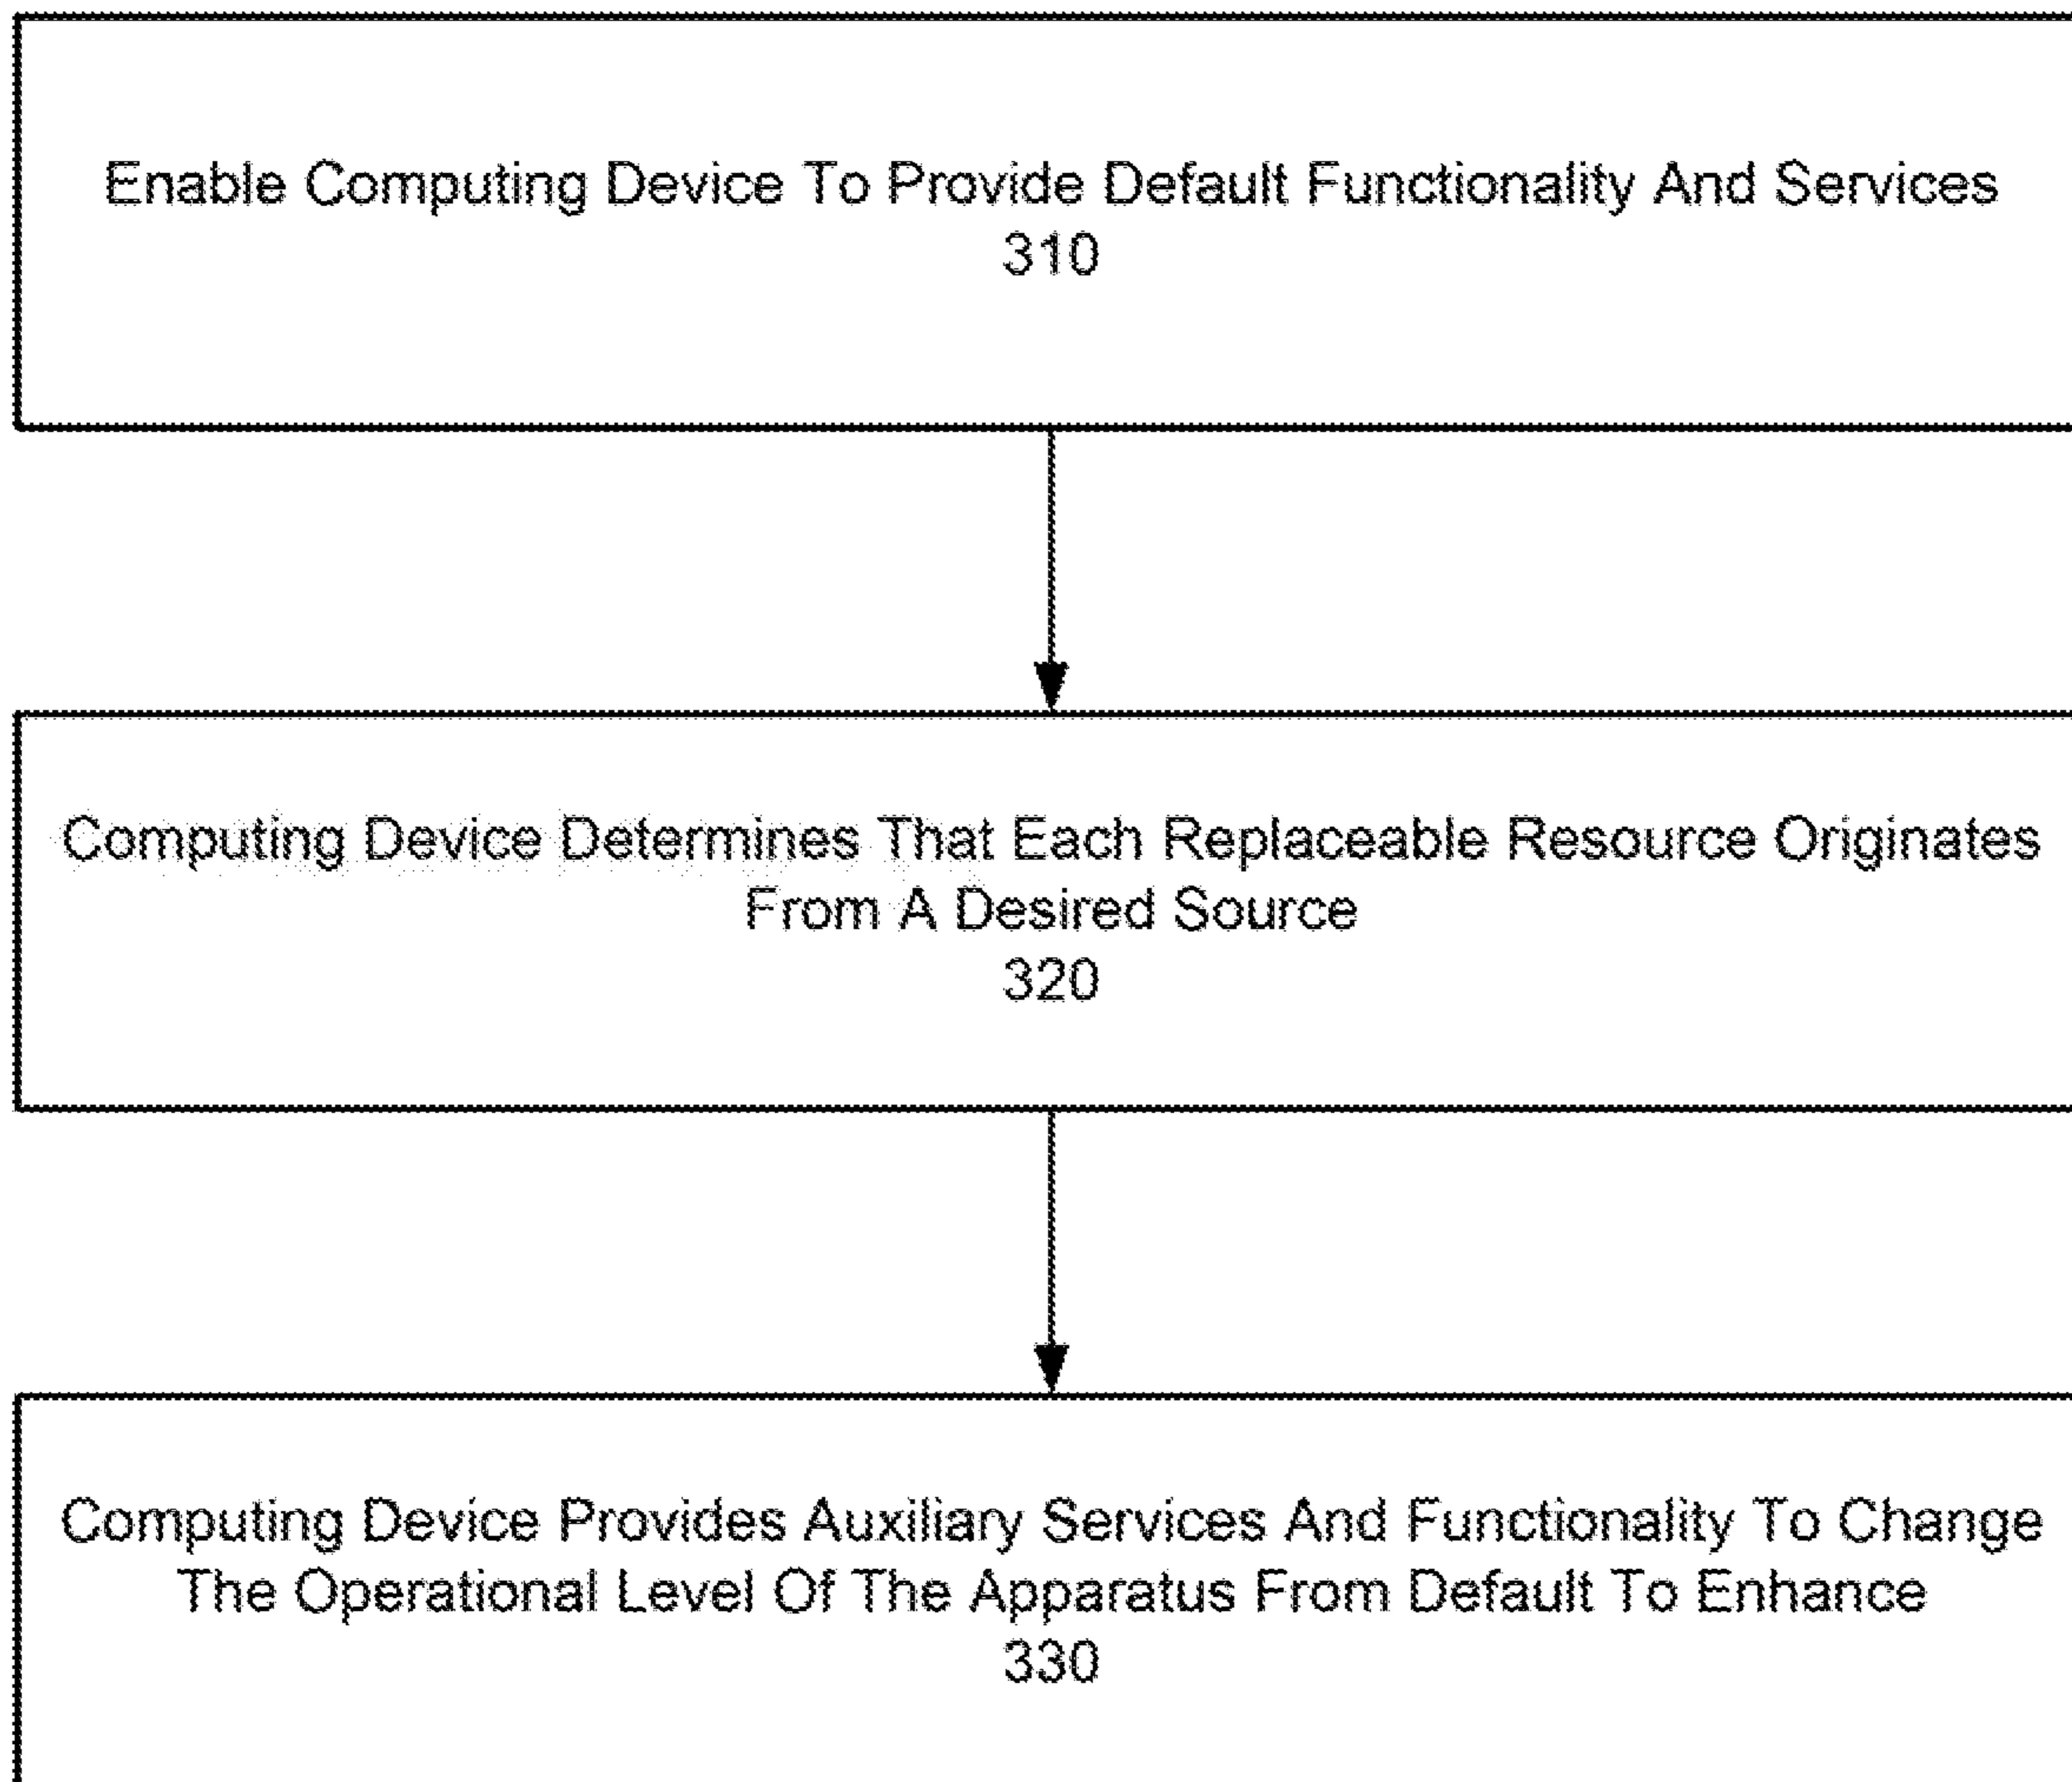 Enable Computing Device To Provide Default Functionality And Services
310
Computing Device Determines That Each Replaceable Resource Originates
From A Desired Source
320
Computing Device Provides Auxiliary Services And Functionality To Change
The Operational Level Of The Apparatus From Default To Enhance
330